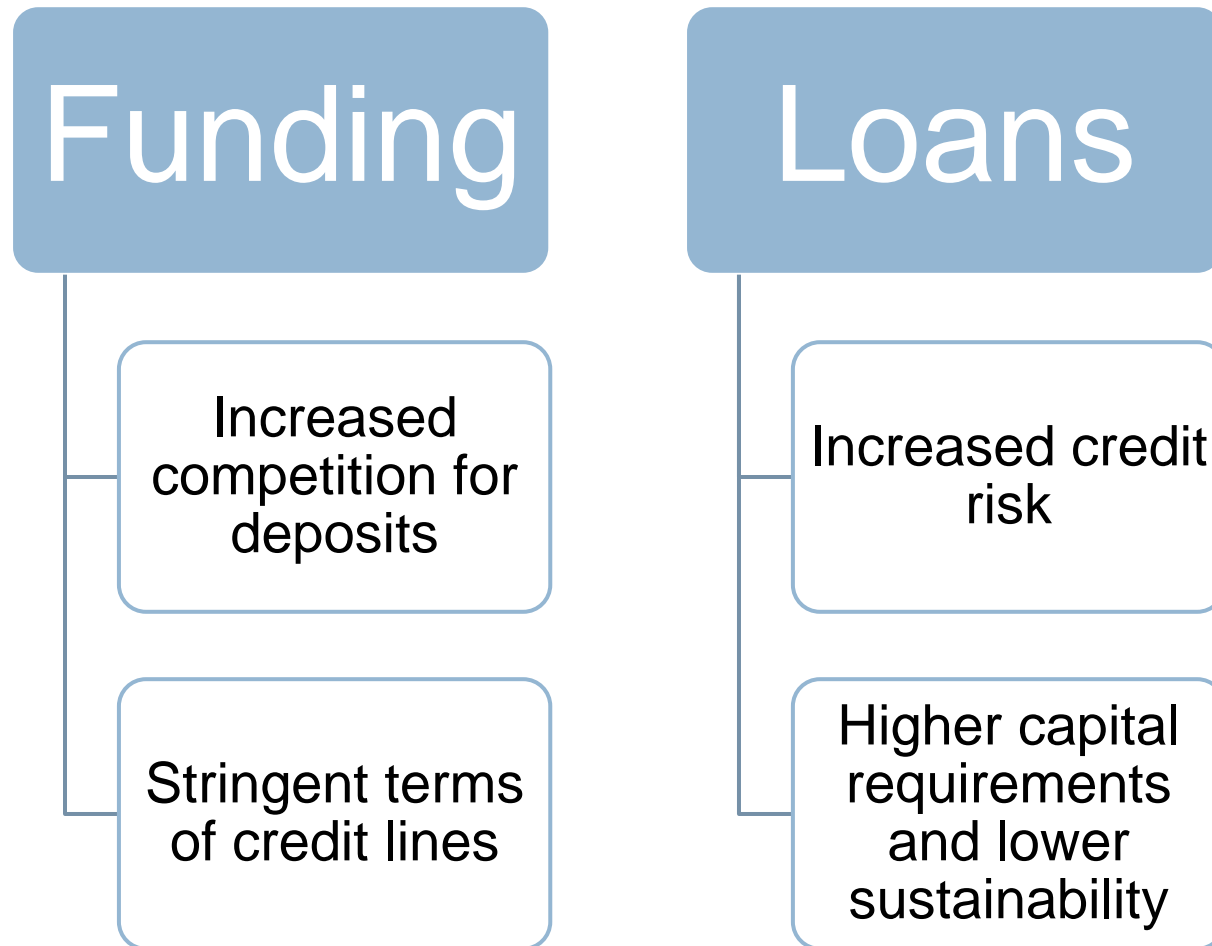 Funding
Increased
competition for
deposits
Stringent terms
of credit lines
Loans
Increased credit
risk
Higher capital
requirements
and lower
sustainability